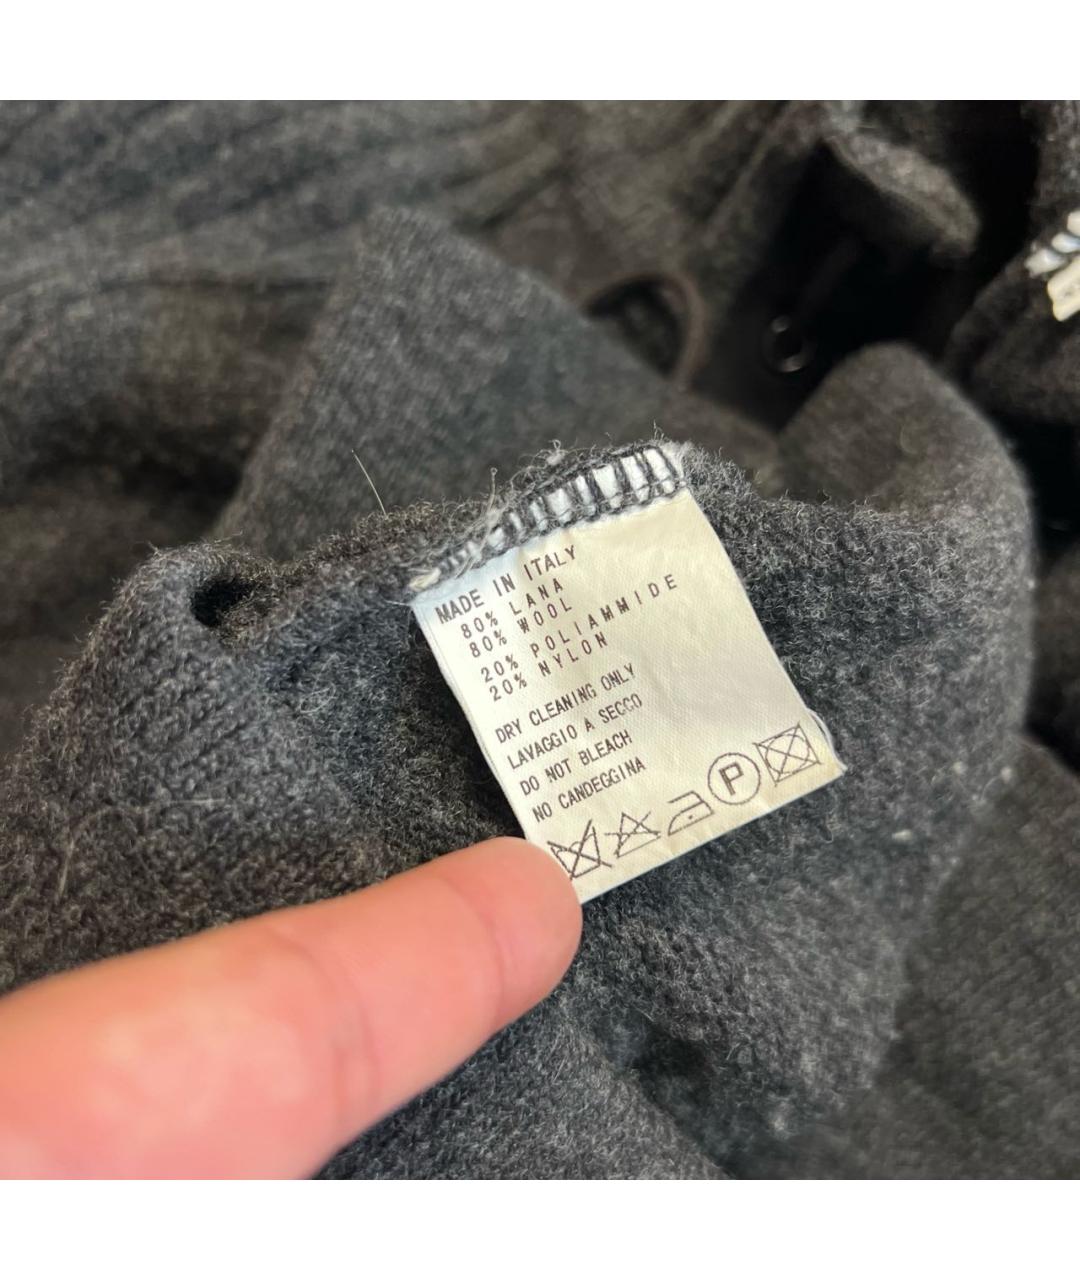 MADE IN ITALY
80% LANA
80% WOOL
20% POLIAMMIDE
20% NYLON
DRY CLEANING ONLY
LAVAGGIO A SECCO
DO NOT BLEACH
NO CANDEGGINA
P